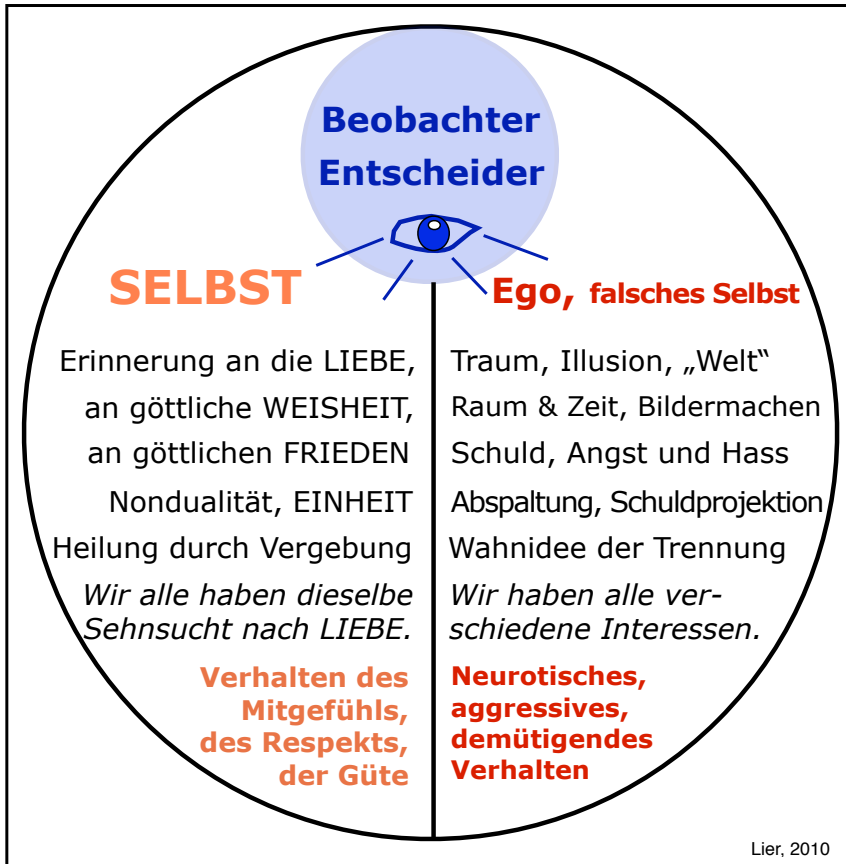 Beobachter
Entscheider
SELBST
Erinnerung an die LIEBE,
an göttliche WEISHEIT,
an göttlichen FRIEDEN
Nondualität, EINHEIT
Heilung durch Vergebung
Wir alle haben dieselbe
Sehnsucht nach LIEBE.
Verhalten des
Mitgefühls,
des Respekts,
der Güte
Ego, falsches Selbst
Traum, Illusion, „Welt“
Raum & Zeit, Bildermachen
Schuld, Angst und Hass
Abspaltung, Schuldprojektion
Wahnidee der Trennung
Wir haben alle ver-
schiedene Interessen.
Neurotisches,
aggressives,
demütigendes
Verhalten
Lier, 2010